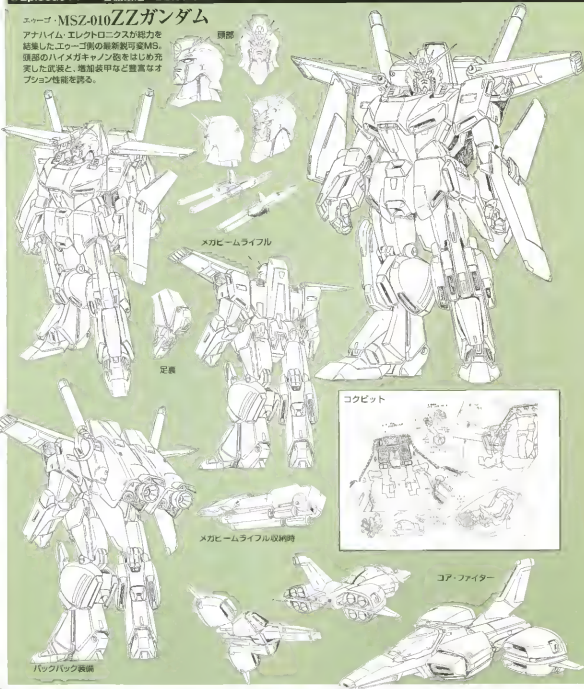 エゥーゴ・MSZ-010 ZZガンダム
アナハイム・エレクトロニクスが総力を
結集したエゥーゴ側の最新鋭可変MS。
頭部のハイメガキャノン砲をはじめ充
実した武装と、増加装甲など豊富なオ
プション性能を誇る。
頭部
メガビームライフル
足裏
コクピット
メガビームライフル収納時
コア・ファイター
バックパック装備